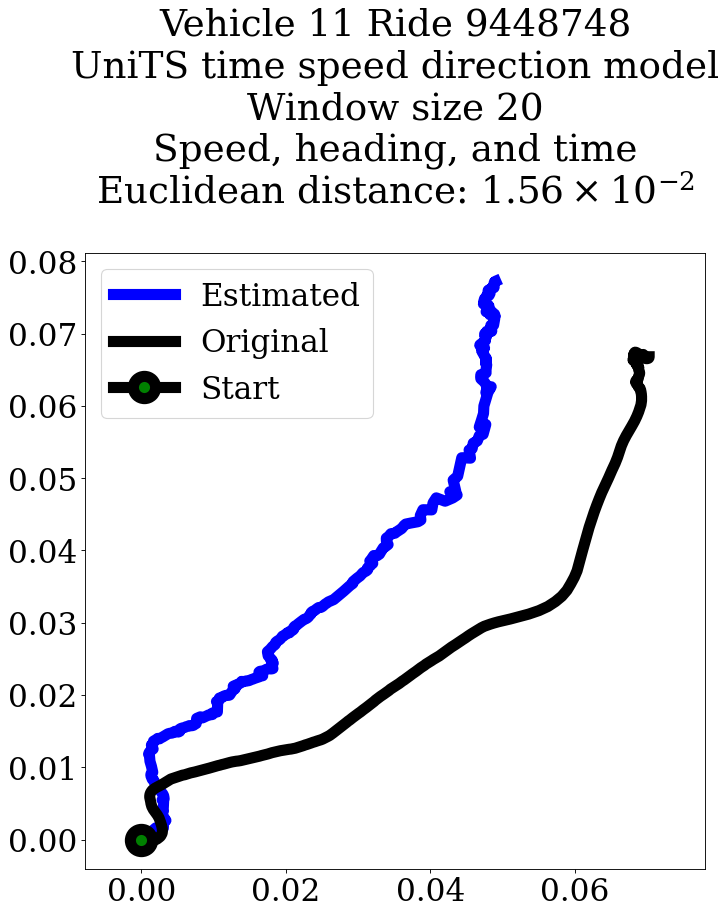 Vehicle 11 Ride 9448748
UniTS time speed direction model
Window size 20
Speed, heading, and time
Euclidean distance: 1.56 × 10⁻²
0.08
0.07
0.06
0.05
0.04
0.03
0.02
0.01
0.00
Estimated
Original
Start
0.00 0.02 0.04 0.06